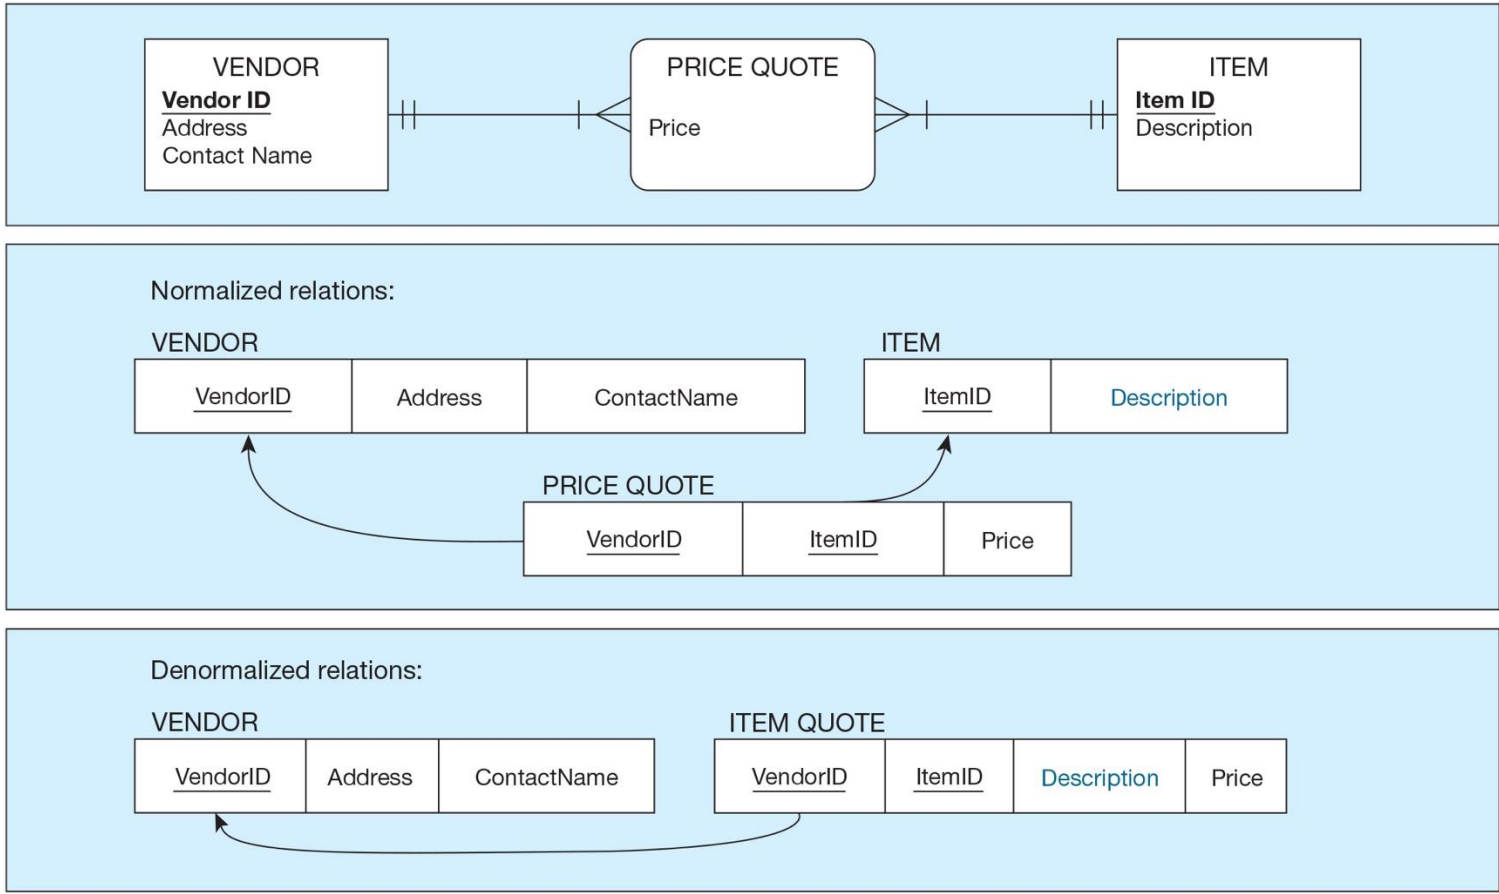 VENDOR
Vendor ID
Address
Contact Name
PRICE QUOTE
Price
ITEM
Item ID
Description
Normalized relations:
VENDOR
VendorID Address ContactName
ITEM
ItemID Description
PRICE QUOTE
VendorID ItemID Price
Denormalized relations:
VENDOR
VendorID Address ContactName
ITEM QUOTE
VendorID ItemID Description Price